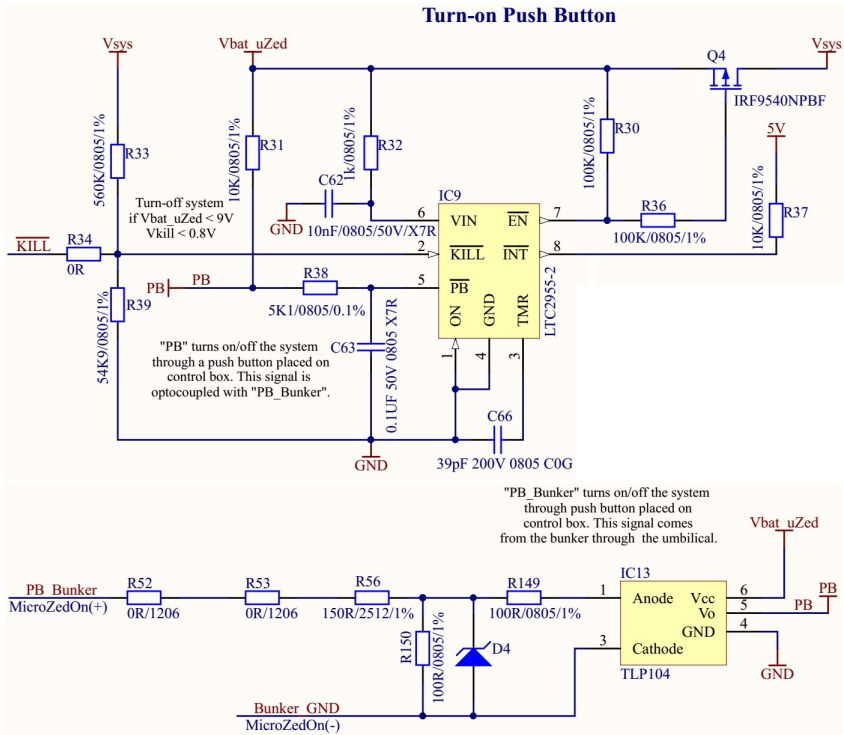 Turn-on Push Button
Vsys
Vbat_uZed
Q4
Vsys
IRF9540NPBF
560K/0805/1%
R33
10K/0805/1%
R31
1k/0805/1%
R32
100K/0805/1%
R30
5V
10K/0805/1%
R37
Turn-off system
if Vbat_uZed < 9V
Vkill < 0.8V
C62
GND
10nF/0805/50V/X7R
IC9
6
VIN
EN
7
R36
100K/0805/1%
KILL
R34
0R
2
KILL
INT
8
PB
PB
R38
5K1/0805/0.1%
5
PB
ON
GND
TMR
LTC2955-2
1
4
3
54K9/0805/1%
R39
"PB" turns on/off the system
through a push button placed on
control box. This signal is
optocoupled with "PB_Bunker".
C63
0.1UF 50V 0805 X7R
C66
39pF 200V 0805 C0G
GND
"PB_Bunker" turns on/off the system
through push button placed on
control box. This signal comes
from the bunker through the umbilical.
Vbat_uZed
PB_Bunker
MicroZedOn(+)
R52
0R/1206
R53
0R/1206
R56
150R/2512/1%
R149
100R/0805/1%
R150
100R/0805/1%
D4
IC13
1
Anode
Vcc
6
Vo
5
PB
PB
GND
4
3
Cathode
TLP104
GND
Bunker_GND
MicroZedOn(-)